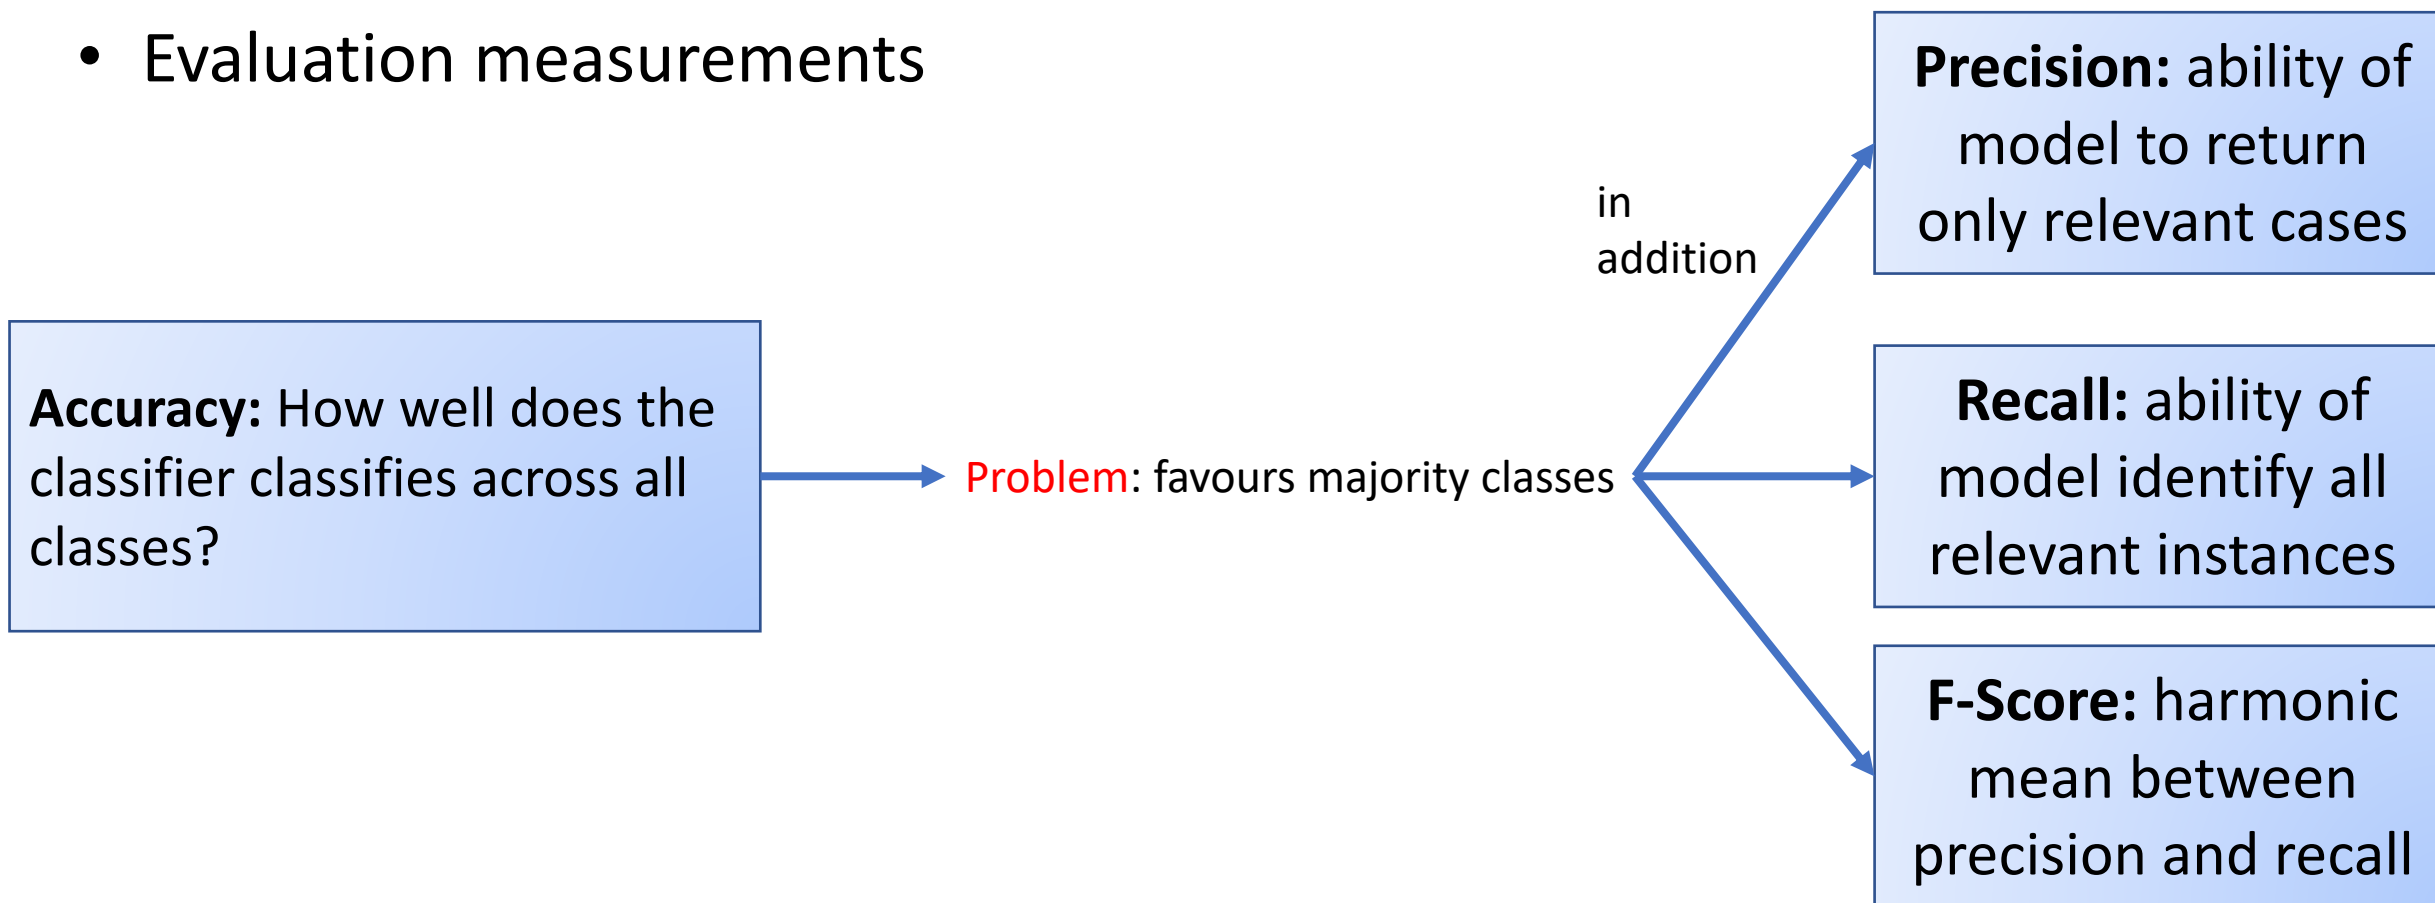 • Evaluation measurements
Accuracy: How well does the
classifier classifies across all
classes?
Problem: favours majority classes
in
addition
Precision: ability of
model to return
only relevant cases
Recall: ability of
model identify all
relevant instances
F-Score: harmonic
mean between
precision and recall